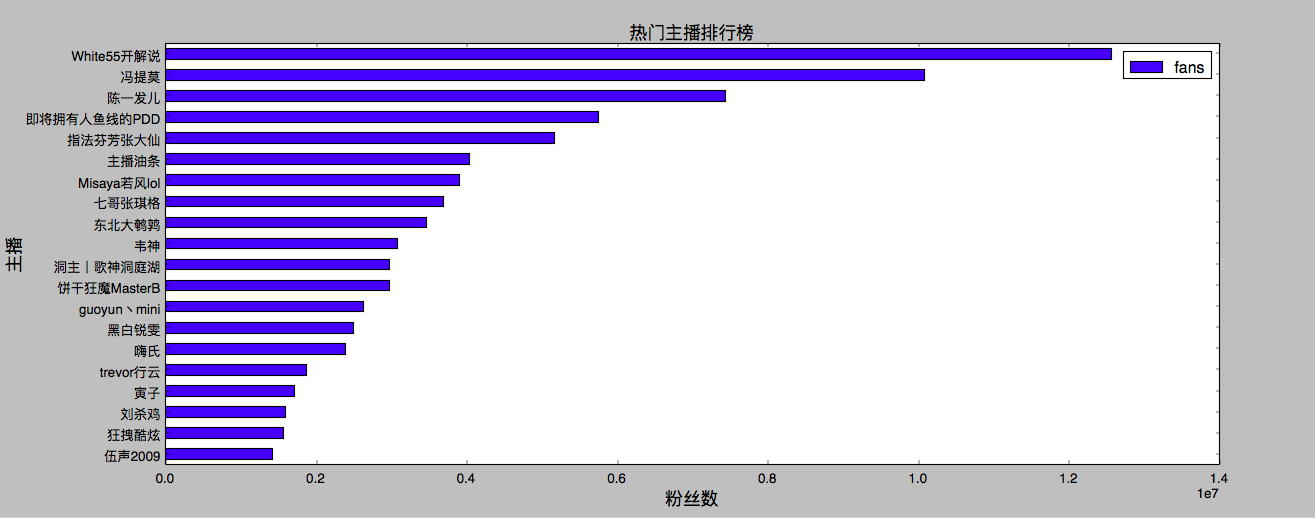 热门主播排行榜
fans
White55开解说
冯提莫
陈一发儿
即将拥有人鱼线的PDD
指法芬芳张大仙
主播油条
Misaya若风lol
七哥张琪格
东北大鹌鹑
韦神
洞主丨歌神洞庭湖
饼干狂魔MasterB
guoyun丶mini
黑白锐雯
嗨氏
trevor行云
寅子
刘杀鸡
狂拽酷炫
伍声2009
主播
0.0 0.2 0.4 0.6 0.8 1.0 1.2 1.4
1e7
粉丝数